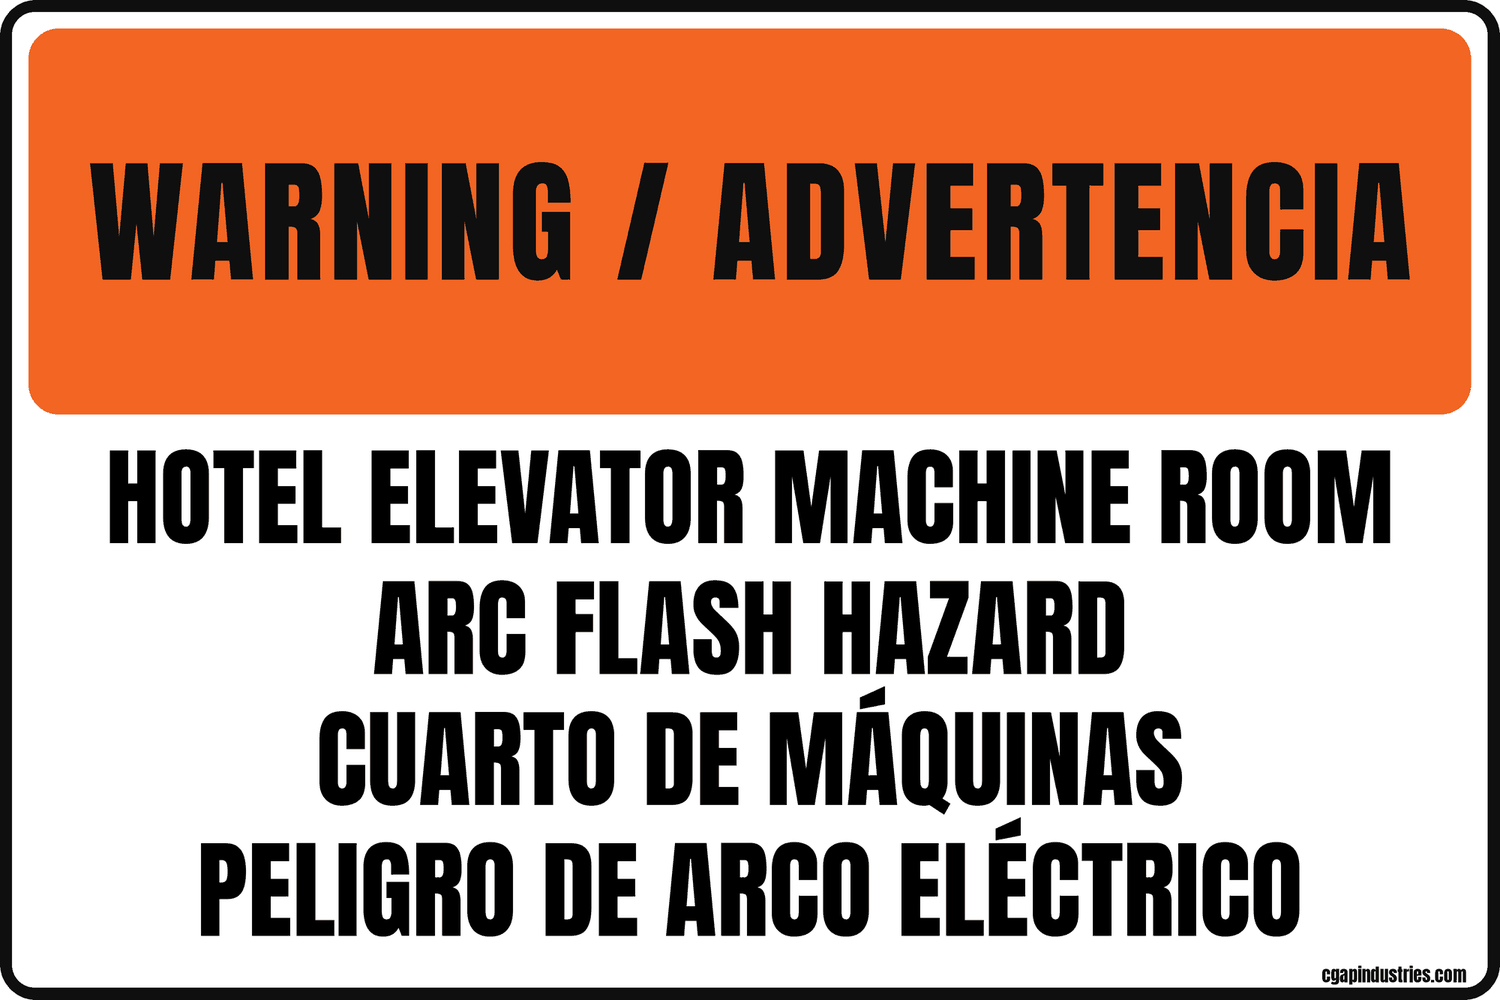 WARNING / ADVERTENCIA
HOTEL ELEVATOR MACHINE ROOM
ARC FLASH HAZARD
CUARTO DE MÁQUINAS
PELIGRO DE ARCO ELÉCTRICO
cgapindustries.com